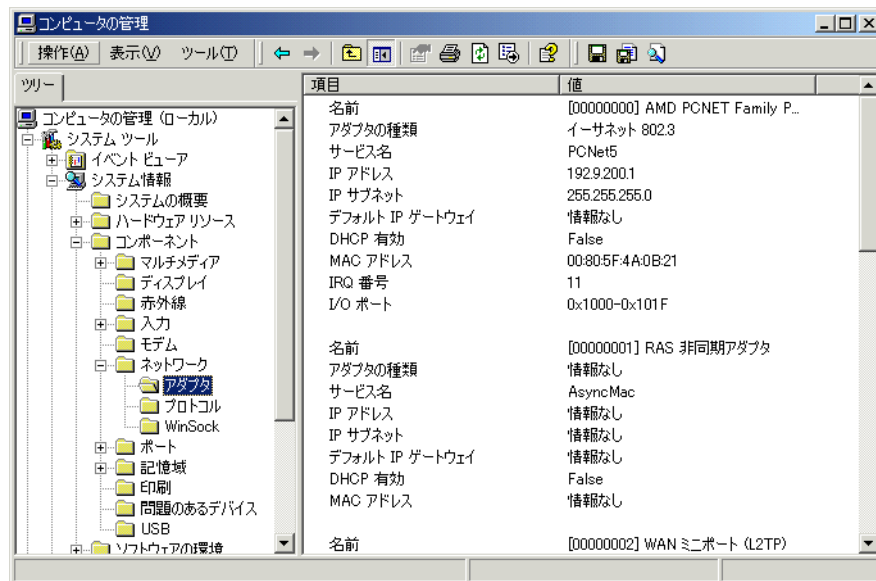 コンピュータの管理
操作(A) 表示(V) ツール(T)
ツリー
コンピュータの管理 (ローカル)
システム ツール
イベント ビューア
システム情報
システムの概要
ハードウェア リソース
コンポーネント
マルチメディア
ディスプレイ
赤外線
入力
モデム
ネットワーク
アダプタ
プロトコル
WinSock
ポート
記憶域
印刷
問題のあるデバイス
USB
ソフトウェアの環境
項目 値
名前 [00000000] AMD PCNET Family P...
アダプタの種類 イーサネット 802.3
サービス名 PCNet5
IP アドレス 192.9.200.1
IP サブネット 255.255.255.0
デフォルト IP ゲートウェイ 情報なし
DHCP 有効 False
MAC アドレス 00:80:5F:4A:0B:21
IRQ 番号 11
I/O ポート 0x1000-0x101F
名前 [00000001] RAS 非同期アダプタ
アダプタの種類 情報なし
サービス名 AsyncMac
IP アドレス 情報なし
IP サブネット 情報なし
デフォルト IP ゲートウェイ 情報なし
DHCP 有効 False
MAC アドレス 情報なし
名前 [00000002] WAN ミニポート (L2TP)